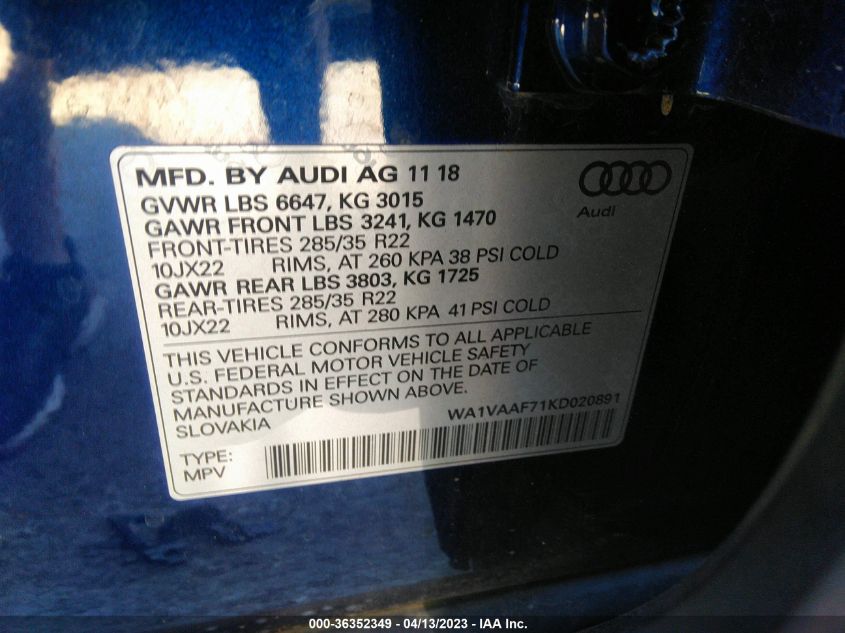 MFD. BY AUDI AG 11 18
GVWR LBS 6647, KG 3015
GAWR FRONT LBS 3241, KG 1470
FRONT-TIRES 285/35 R22
10JX22 RIMS, AT 260 KPA 38 PSI COLD
GAWR REAR LBS 3803, KG 1725
REAR-TIRES 285/35 R22
10JX22 RIMS, AT 280 KPA 41 PSI COLD
Audi
THIS VEHICLE CONFORMS TO ALL APPLICABLE
U.S. FEDERAL MOTOR VEHICLE SAFETY
STANDARDS IN EFFECT ON THE DATE OF
MANUFACTURE SHOWN ABOVE.
SLOVAKIA
WA1VAAF71KD020891
TYPE:
MPV
000-36352349 - 04/13/2023 - IAA Inc.